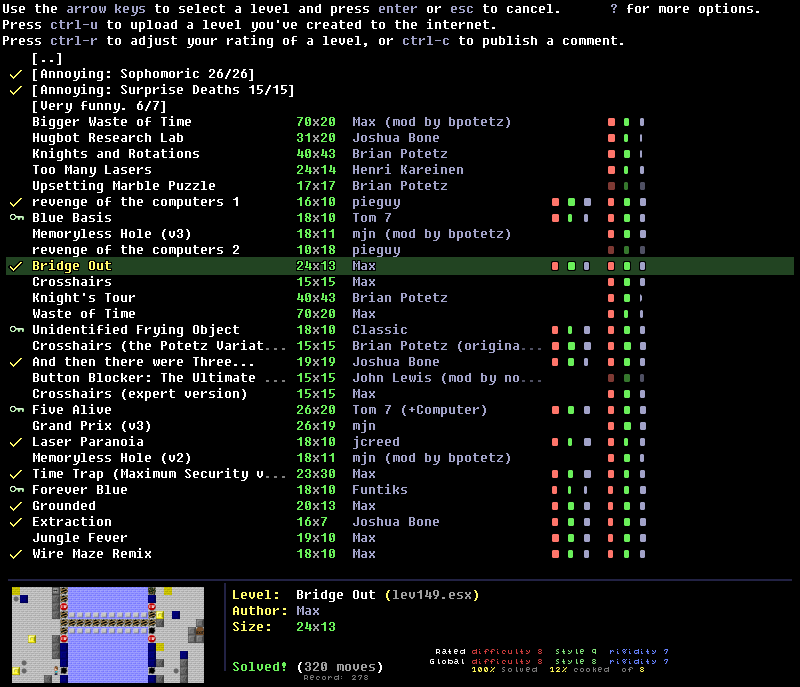 Use the arrow keys to select a level and press enter or esc to cancel. ? for more options.
Press ctrl-u to upload a level you've created to the internet.
Press ctrl-r to adjust your rating of a level, or ctrl-c to publish a comment.
[..]
[Annoying: Sophomoric 26/26]
[Annoying: Surprise Deaths 15/15]
[Very funny. 6/7]
Bigger Waste of Time 70x20 Max (mod by bpotetz)
Hugbot Research Lab 31x20 Joshua Bone
Knights and Rotations 40x43 Brian Potetz
Too Many Lasers 24x14 Henri Kareinen
Upsetting Marble Puzzle 17x17 Brian Potetz
revenge of the computers 1 16x10 pieguy
Blue Basis 18x10 Tom 7
Memoryless Hole (v3) 18x11 mjn (mod by bpotetz)
revenge of the computers 2 10x18 pieguy
Bridge Out 24x13 Max
Crosshairs 15x15 Max
Knight's Tour 40x43 Brian Potetz
Waste of Time 70x20 Max
Unidentified Frying Object 18x10 Classic
Crosshairs (the Potetz Variat... 15x15 Brian Potetz (origina...
And then there were Three... 19x19 Joshua Bone
Button Blocker: The Ultimate ... 15x15 John Lewis (mod by no...
Crosshairs (expert version) 15x15 Max
Five Alive 26x20 Tom 7 (+Computer)
Grand Prix (v3) 26x19 mjn
Laser Paranoia 18x10 jcreed
Memoryless Hole (v2) 18x11 mjn (mod by bpotetz)
Time Trap (Maximum Security v... 23x30 Max
Forever Blue 18x10 Funtiks
Grounded 20x13 Max
Extraction 16x7 Joshua Bone
Jungle Fever 19x10 Max
Wire Maze Remix 18x10 Max
Level: Bridge Out (lev149.esx)
Author: Max
Size: 24x13
Solved! (320 moves)
Record: 278
Rated difficulty 8 Style 9 rigidity 7
Global difficulty 8 Style 8 rigidity 7
100% Solved 12% cooked of 8